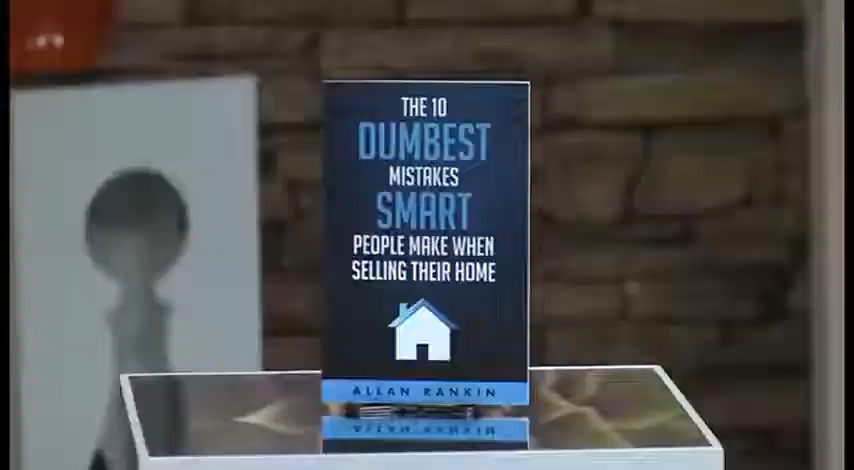 THE 10
DUMBEST
MISTAKES
SMART
PEOPLE MAKE WHEN
SELLING THEIR HOME
ALLAN RANKIN